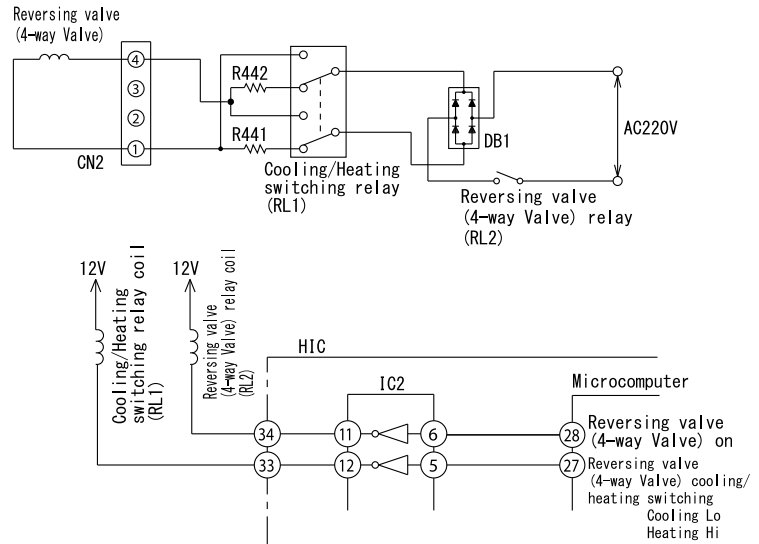 Reversing valve
(4-way Valve)
4
3
2
1
CN2
R442
R441
Cooling/Heating
switching relay
(RL1)
DB1
AC220V
Reversing valve
(4-way Valve) relay
(RL2)
12V
Cooling/Heating
switching relay coil
(RL1)
12V
Reversing valve
(4-way Valve) relay coil
(RL2)
HIC
IC2
Microcomputer
34
11
6
28
Reversing valve
(4-way Valve) on
33
12
5
27
Reversing valve
(4-way Valve) cooling/
heating switching
Cooling Lo
Heating Hi